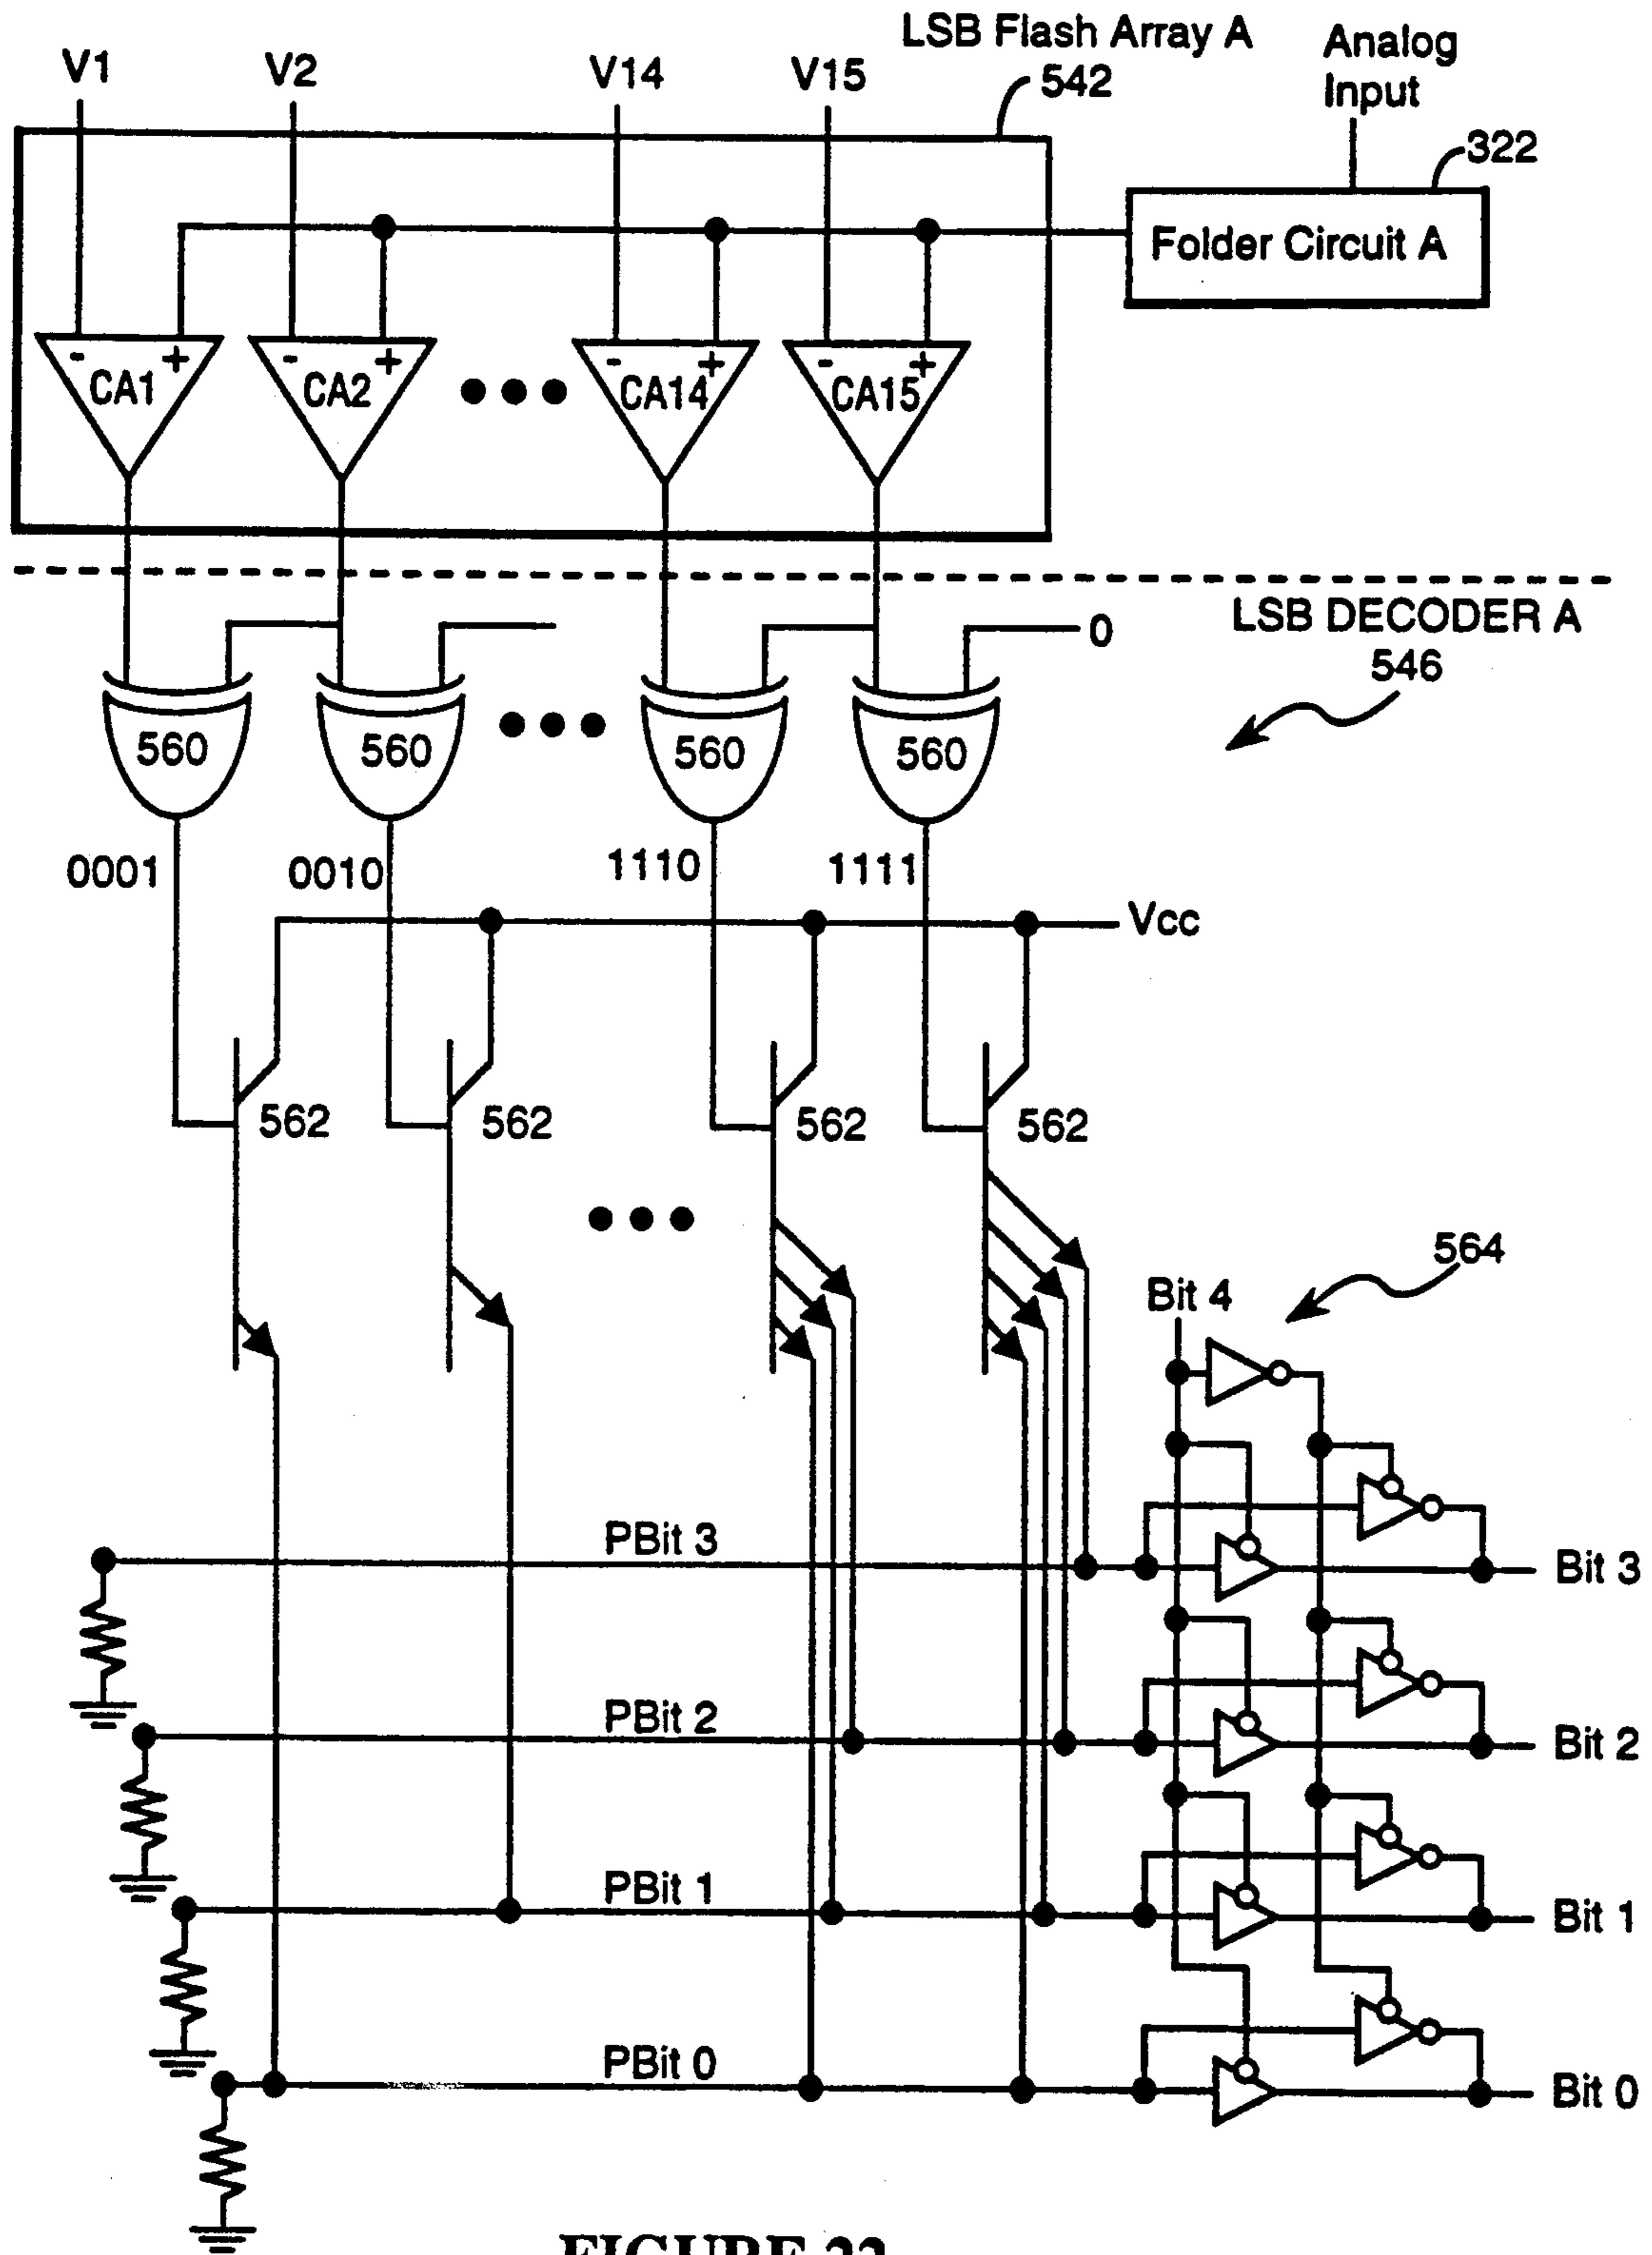 LSB Flash Array A
542
Analog
Input
V1
V2
V14
V15
322
Folder Circuit A
- +
CA1
- +
CA2
- +
CA14
- +
CA15
0
LSB DECODER A
546
560
560
560
560
0001
0010
1110
1111
Vcc
562
562
562
562
564
Bit 4
PBit 3
Bit 3
PBit 2
Bit 2
PBit 1
Bit 1
PBit 0
Bit 0
FIGURE 22